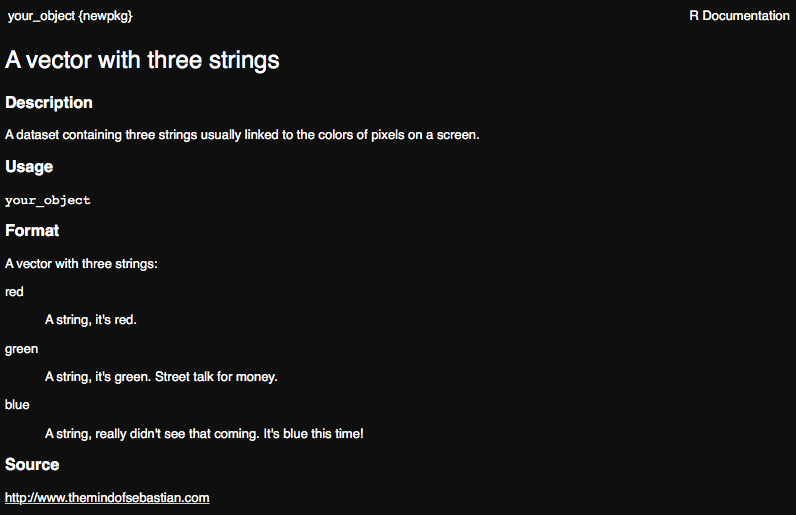 your_object {newpkg}
R Documentation
A vector with three strings
Description
A dataset containing three strings usually linked to the colors of pixels on a screen.
Usage
your_object
Format
A vector with three strings:
red
A string, it's red.
green
A string, it's green. Street talk for money.
blue
A string, really didn't see that coming. It's blue this time!
Source
http://www.themindofsebastian.com